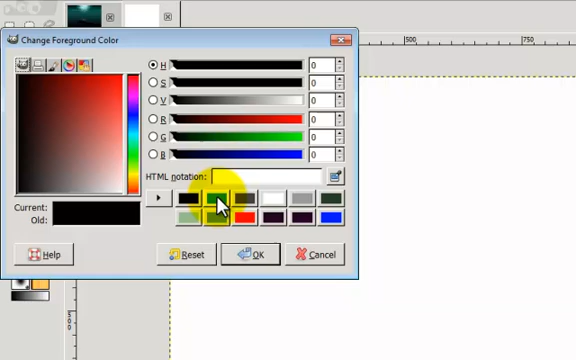 Change Foreground Color
500
750
H 0
S 0
V 0
R 0
G 0
B 0
HTML notation:
Current:
Old:
Help
Reset
OK
Cancel
500